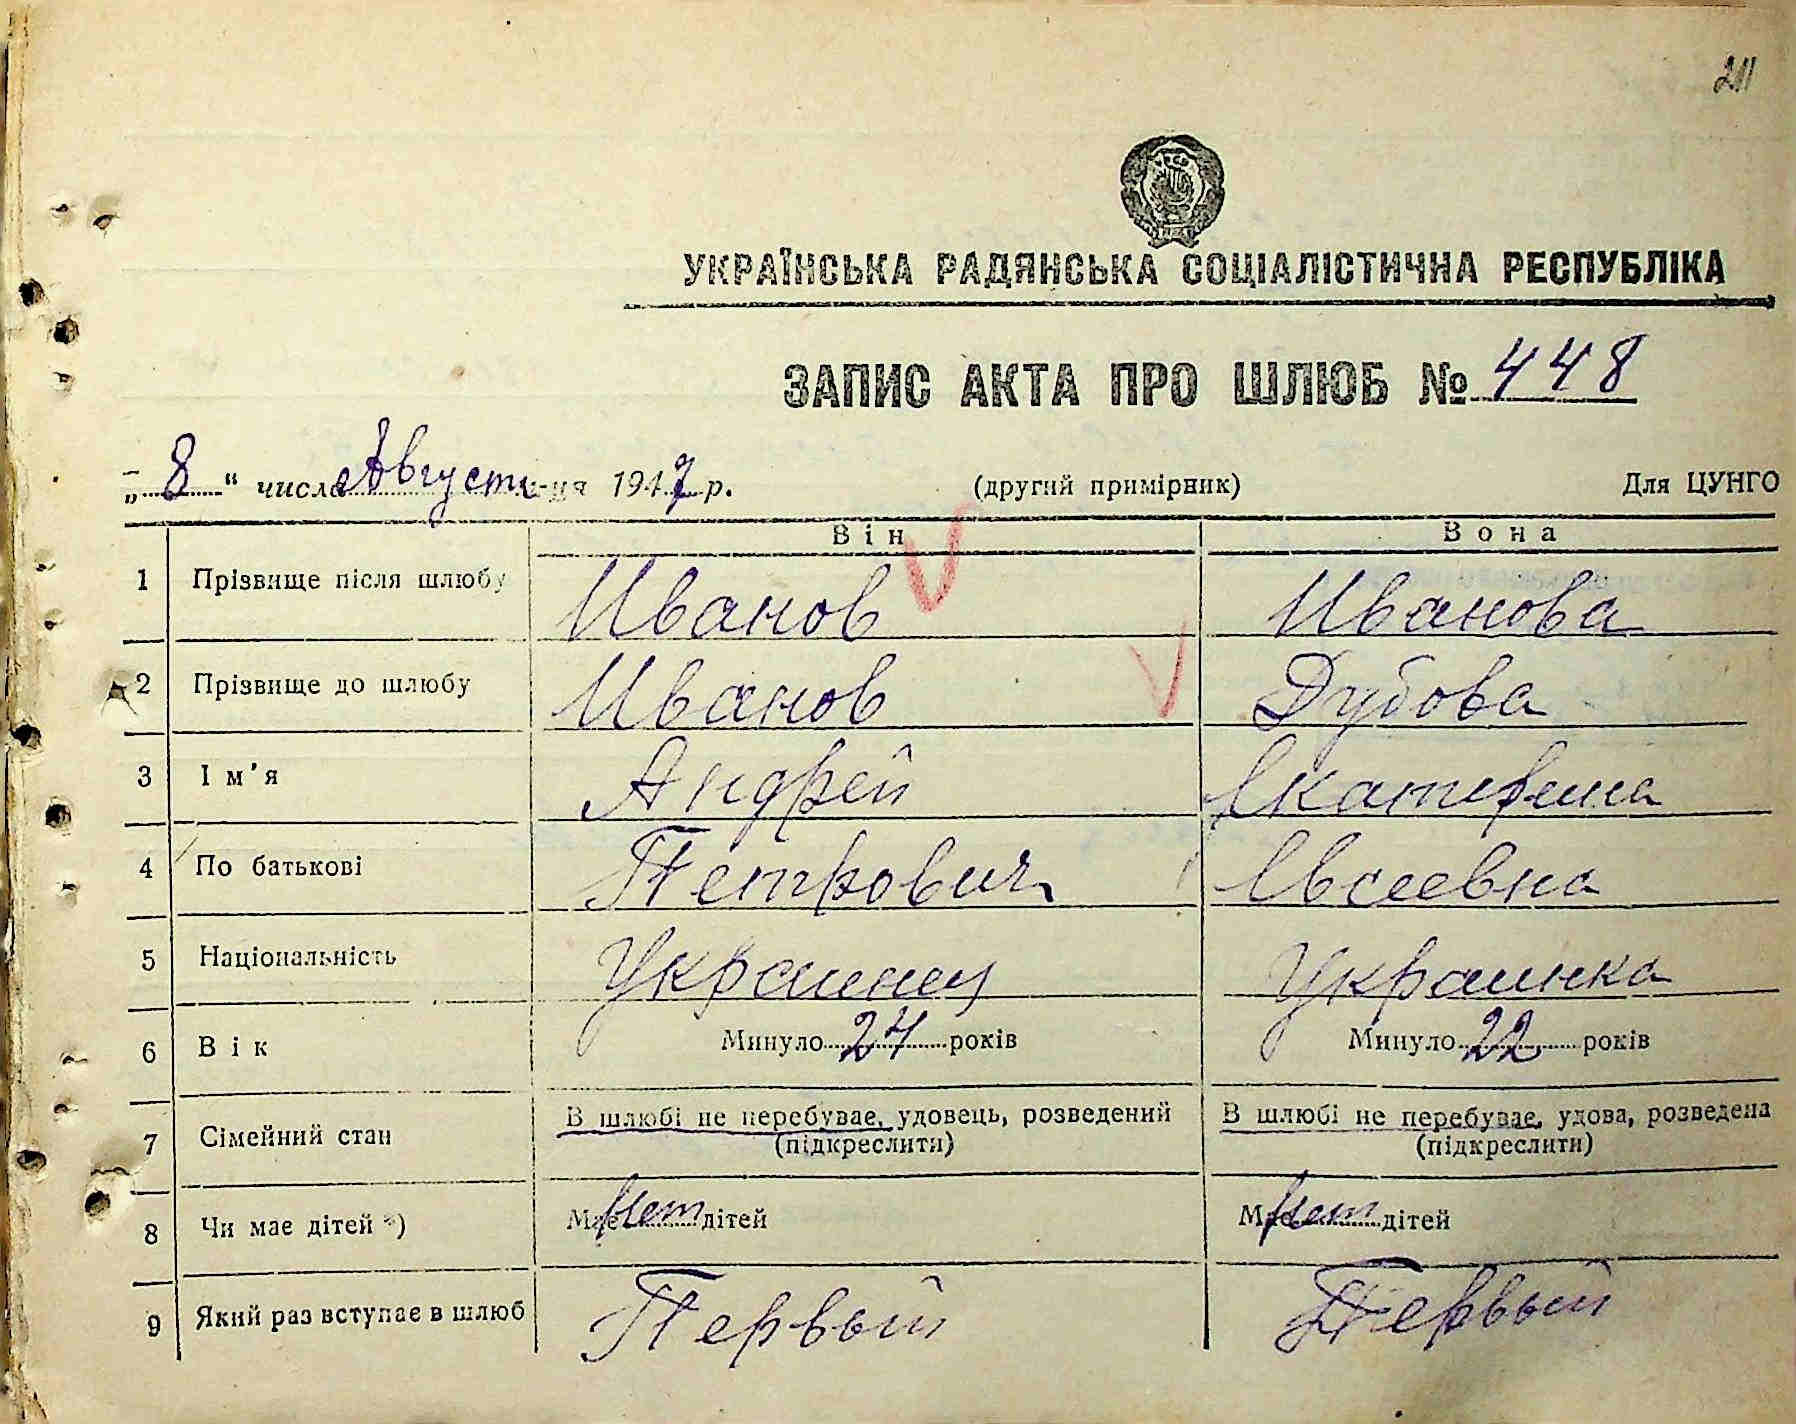 211
УКРАЇНСЬКА РАДЯНСЬКА СОЦІАЛІСТИЧНА РЕСПУБЛІКА
ЗАПИС АКТА ПРО ШЛЮБ № 448
„ 8 “ числа Августа м-ця 1947 р. (другий примірник) Для ЦУНГО
Він Вона
1 Прізвище після шлюбу Иванов Иванова
2 Прізвище до шлюбу Иванов Дубова
3 Ім'я Андрей Екатерина
4 По батькові Петрович Евсеевна
5 Національність Украинец Украинка
6 Вік Минуло 24 років Минуло 22 років
7 Сімейний стан В шлюбі не перебуває, удовець, розведений В шлюбі не перебуває, удова, розведена
(підкреслити) (підкреслити)
8 Чи має дітей *) Має Нет дітей Має Нет дітей
9 Який раз вступає в шлюб Первый Первый